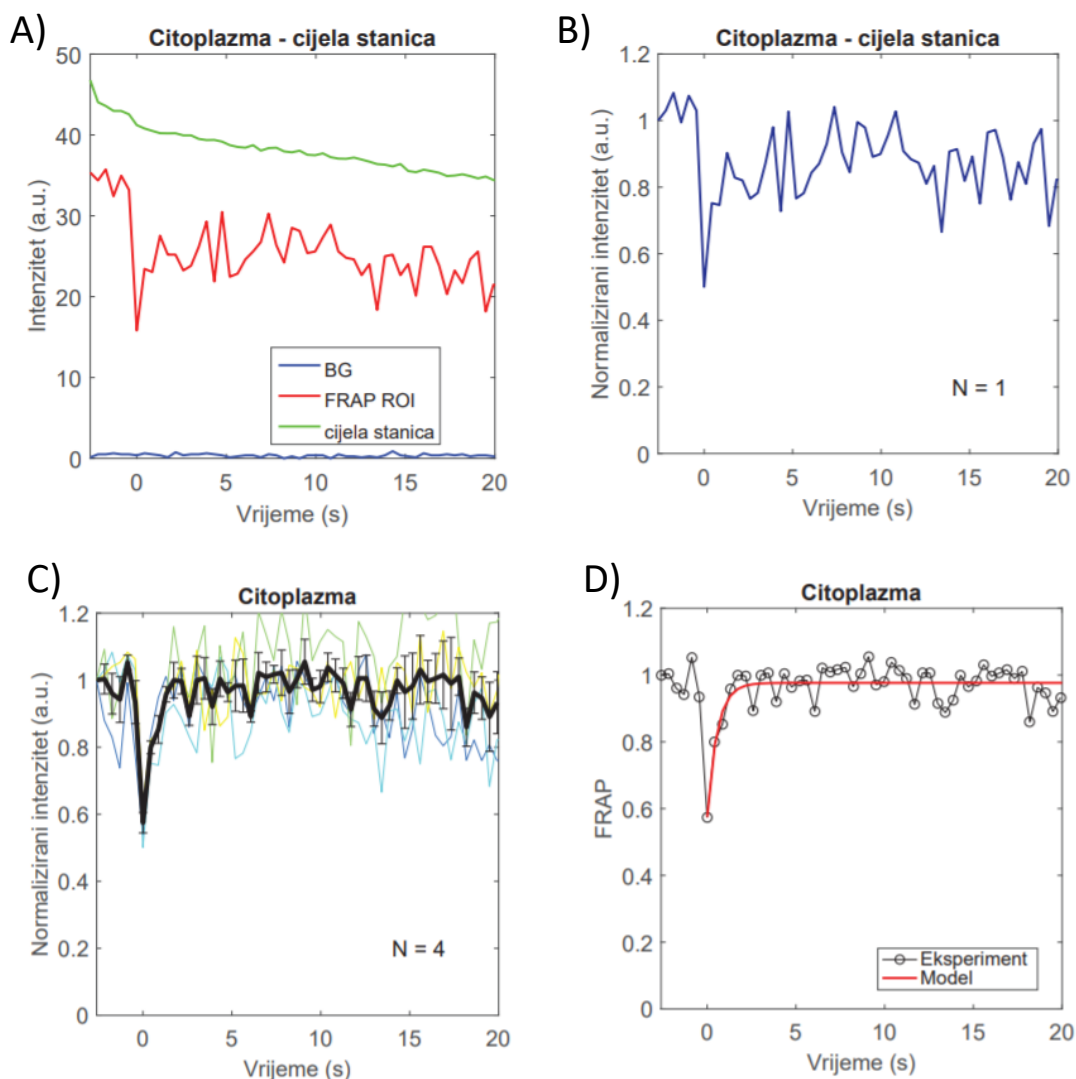 A)
Citoplazma - cijela stanica
50
40
30
20
10
0
Intenzitet (a.u.)
BG
FRAP ROI
cijela stanica
0 5 10 15 20
Vrijeme (s)
B)
Citoplazma - cijela stanica
1.2
1
0.8
0.6
0.4
0.2
0
Normalizirani intenzitet (a.u.)
N = 1
0 5 10 15 20
Vrijeme (s)
C)
Citoplazma
1.2
1
0.8
0.6
0.4
0.2
0
Normalizirani intenzitet (a.u.)
N = 4
0 5 10 15 20
Vrijeme (s)
D)
Citoplazma
1.2
1
0.8
0.6
0.4
0.2
0
FRAP
Eksperiment
Model
0 5 10 15 20
Vrijeme (s)